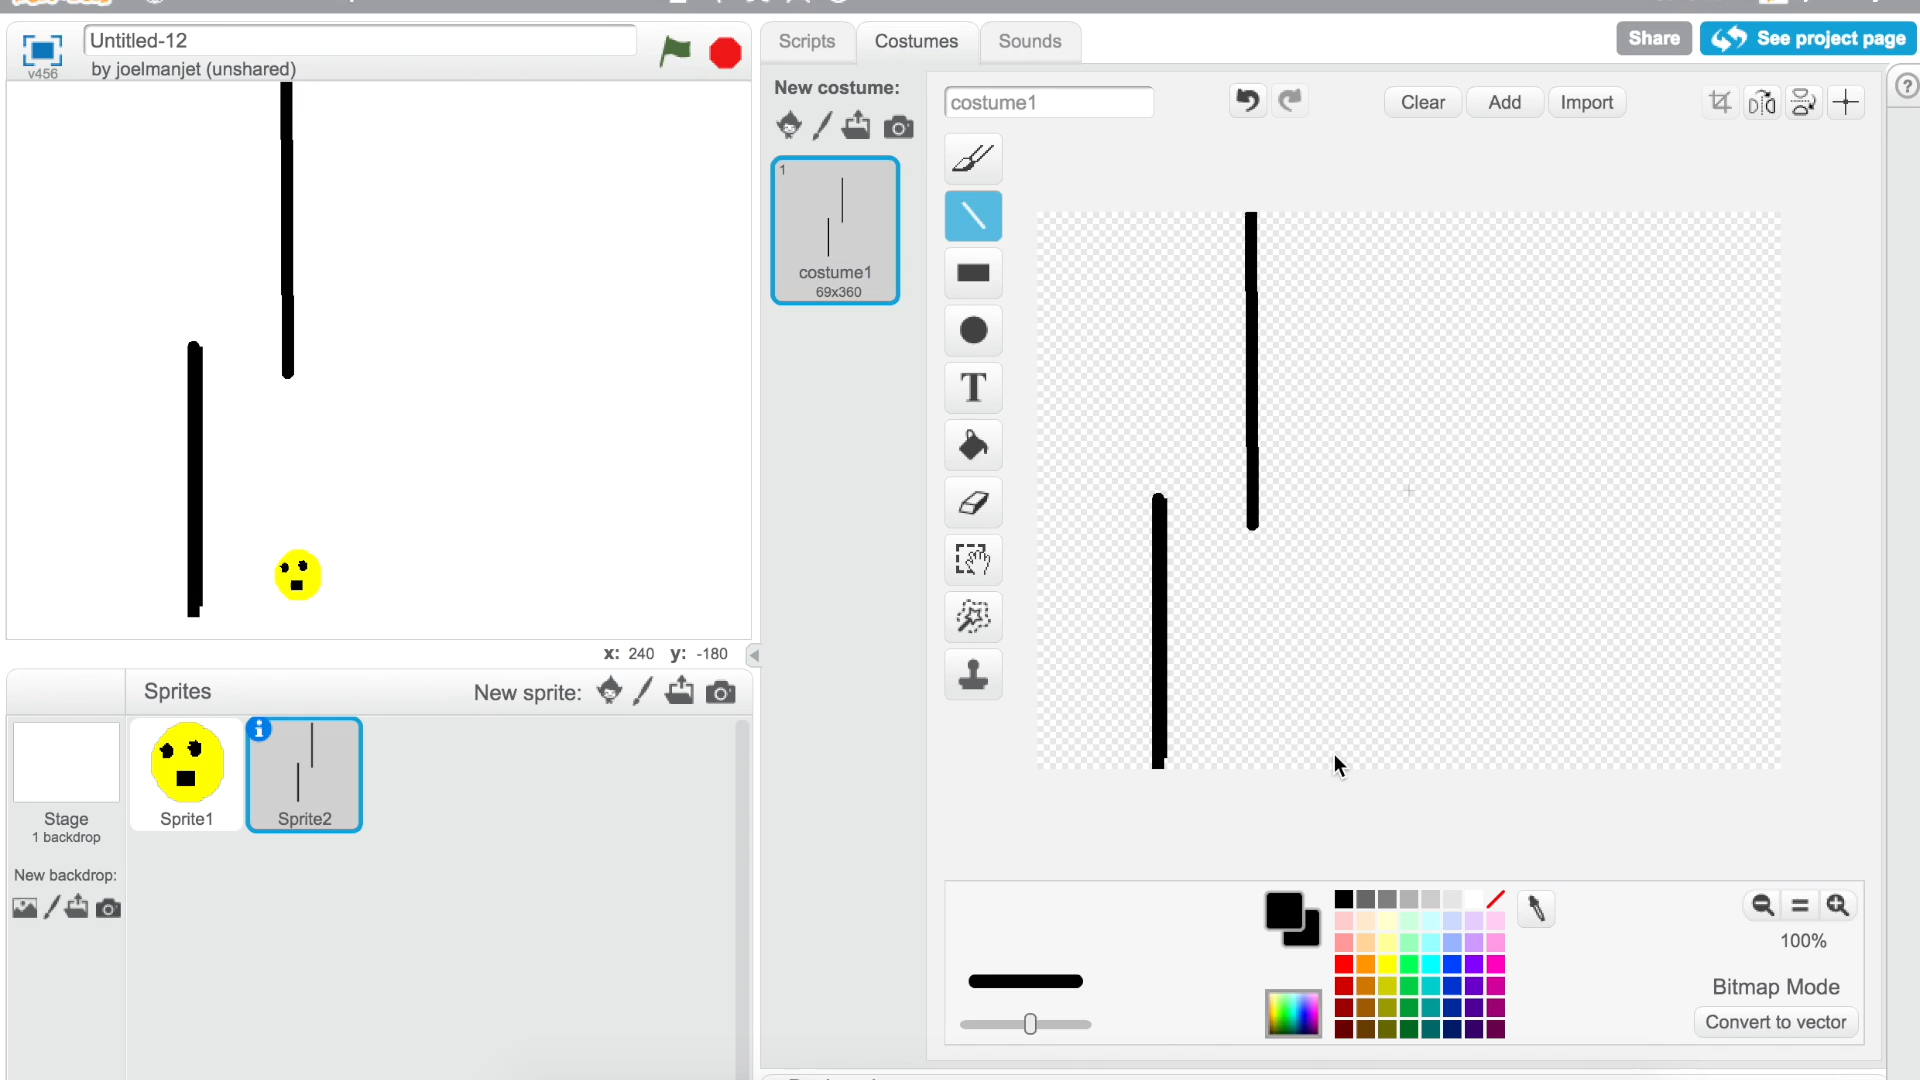 Untitled-12
v456
by joelmanjet (unshared)
Scripts
Costumes
Sounds
Share
See project page
New costume:
costume1
Clear
Add
Import
?
1
costume1
69x360
T
x: 240 y: -180
Sprites
New sprite:
i
Sprite1
Sprite2
Stage
1 backdrop
New backdrop:
100%
Bitmap Mode
Convert to vector